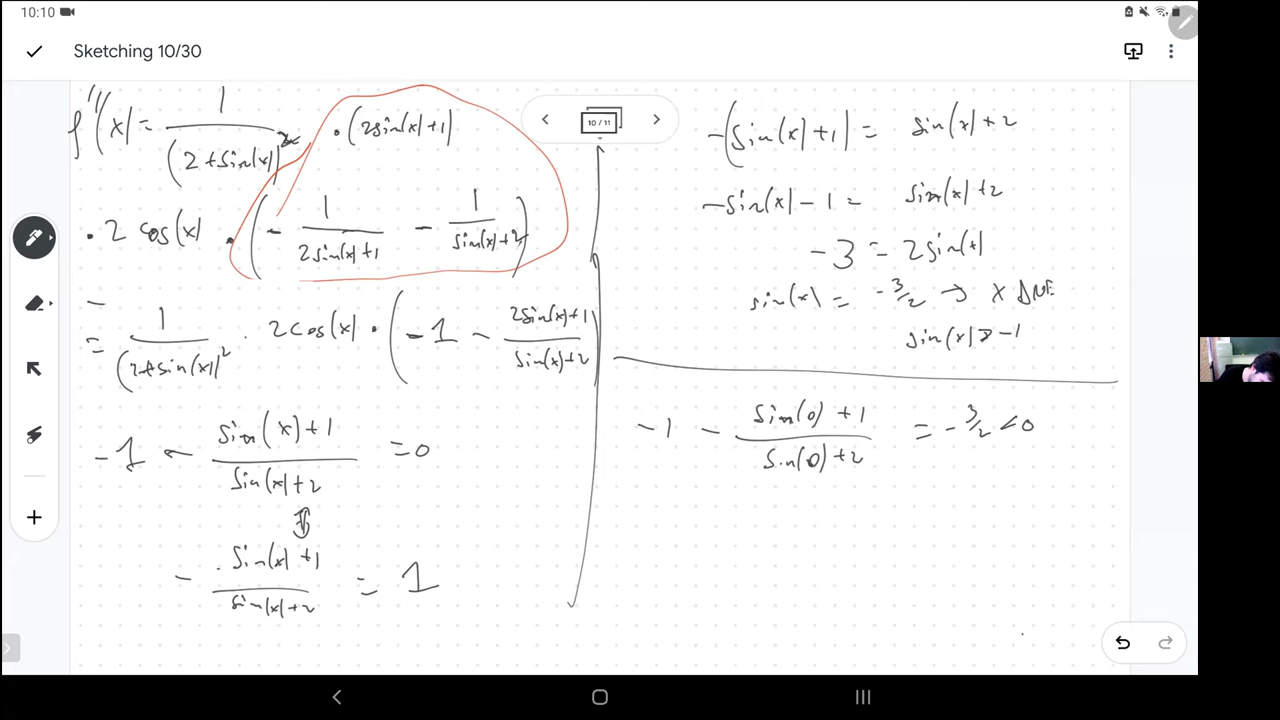 10:10
Sketching 10/30
10 / 11
f''(x) = 1/(2+sin(x))² · (2sin(x)+1)
· 2 cos(x) · (- 1/(2sin(x)+1) - 1/(sin(x)+2))
= 1/(2+sin(x))² · 2cos(x) · (-1 - (2sin(x)+1)/(sin(x)+2))
-1 - (sin(x)+1)/(sin(x)+2) = 0
⇕
- (sin(x)+1)/(sin(x)+2) = 1
-(sin(x)+1) = sin(x)+2
-sin(x) - 1 = sin(x)+2
-3 = 2sin(x)
sin(x) = -3/2 → x DNE
sin(x) ≥ -1
-1 - (sin(0)+1)/(sin(0)+2) = -3/2 < 0